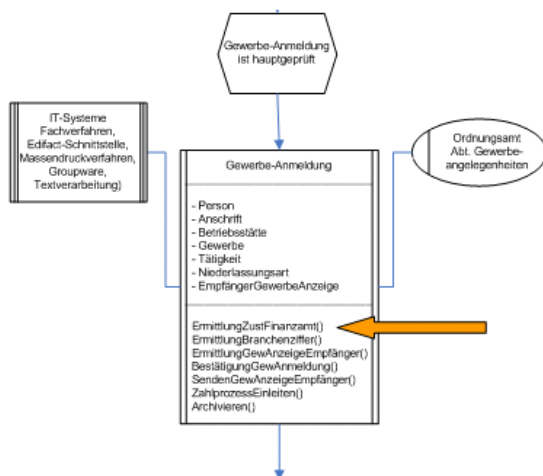 Gewerbe-Anmeldung
ist hauptgeprüft
IT-Systeme
Fachverfahren,
Edifact-Schnittstelle,
Massendruckverfahren,
Groupware,
Textverarbeitung)
Ordnungsamt
Abt. Gewerbe-
angelegenheiten
Gewerbe-Anmeldung
- Person
- Anschrift
- Betriebsstätte
- Gewerbe
- Tätigkeit
- Niederlassungsart
- EmpfängerGewerbeAnzeige
ErmittlungZustFinanzamt()
ErmittlungBranchenziffer()
ErmittlungGewAnzeigeEmpfänger()
BestätigungGewAnmeldung()
SendenGewAnzeigeEmpfänger()
ZahlprozessEinleiten()
Archivieren()